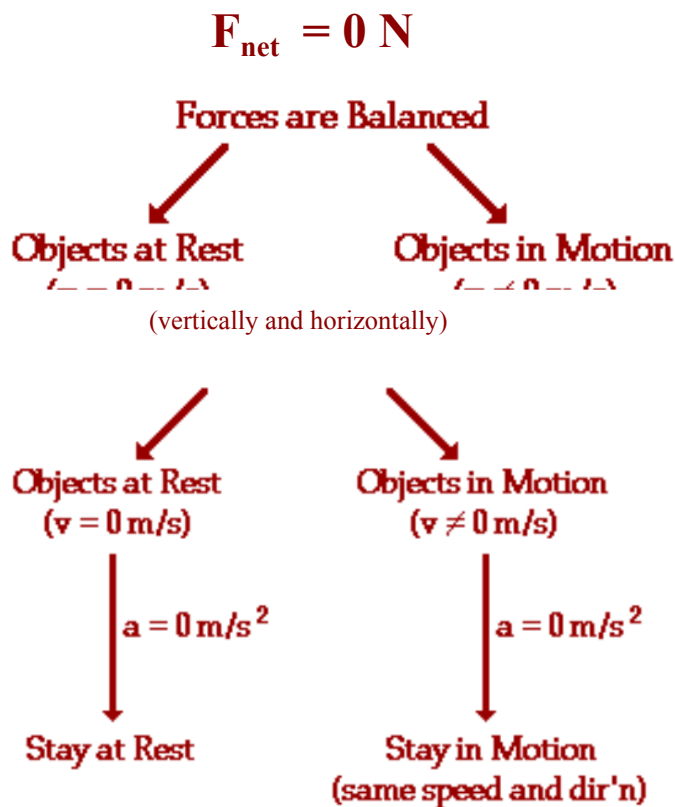 F_net = 0 N
Forces are Balanced
Objects at Rest Objects in Motion
(vertically and horizontally)
Objects at Rest Objects in Motion
(v = 0 m/s) (v ≠ 0 m/s)
a = 0 m/s² a = 0 m/s²
Stay at Rest Stay in Motion
(same speed and dir'n)